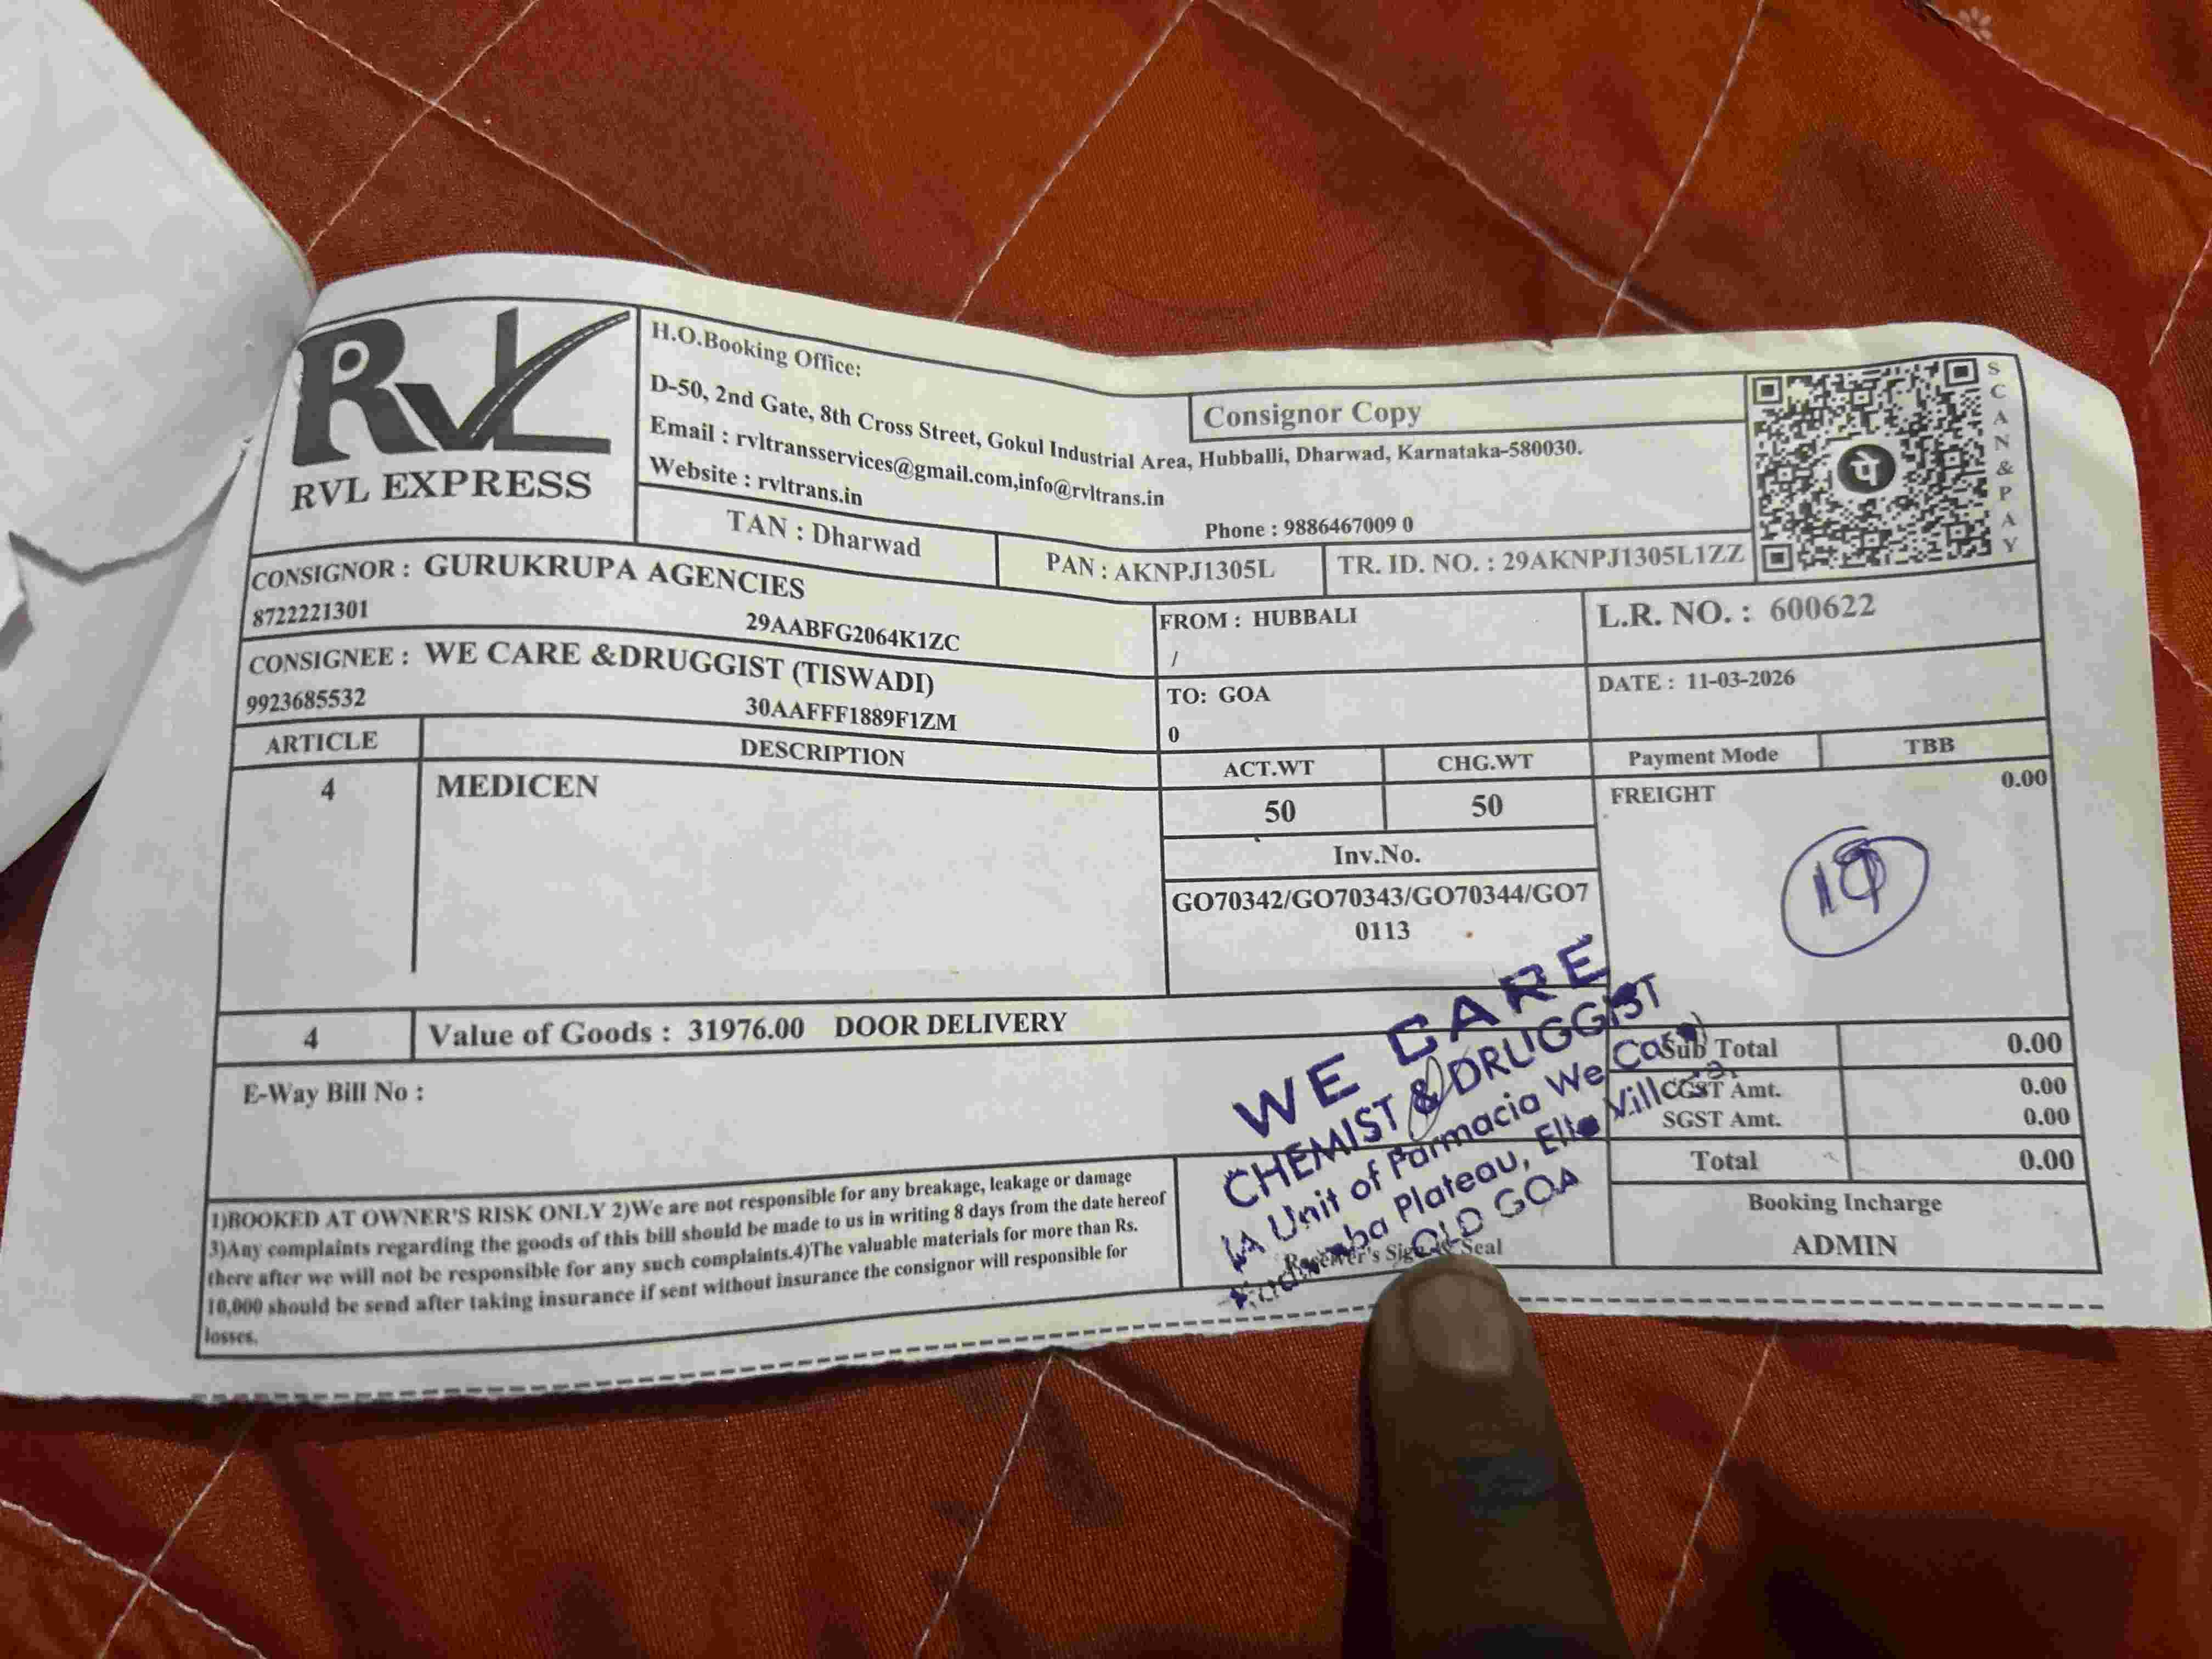 RVL
RVL EXPRESS
H.O.Booking Office:
D-50, 2nd Gate, 8th Cross Street, Gokul Industrial Area, Hubballi, Dharwad, Karnataka-580030.
Email : rvltransservices@gmail.com,info@rvltrans.in
Website : rvltrans.in
Phone : 9886467009 0
Consignor Copy
SCAN&PAY
पे
TAN : Dharwad
PAN : AKNPJ1305L
TR. ID. NO. : 29AKNPJ1305L1ZZ
CONSIGNOR : GURUKRUPA AGENCIES
8722221301 29AABFG2064K1ZC
CONSIGNEE : WE CARE &DRUGGIST (TISWADI)
9923685532 30AAFFF1889F1ZM
FROM : HUBBALI
/
TO: GOA
0
L.R. NO. : 600622
DATE : 11-03-2026
ARTICLE DESCRIPTION ACT.WT CHG.WT Payment Mode TBB
4 MEDICEN 50 50 FREIGHT 0.00
Inv.No.
GO70342/GO70343/GO70344/GO7
0113
19
4 Value of Goods : 31976.00 DOOR DELIVERY
E-Way Bill No :
Sub Total 0.00
CGST Amt. 0.00
SGST Amt. 0.00
Total 0.00
Booking Incharge
ADMIN
1)BOOKED AT OWNER'S RISK ONLY 2)We are not responsible for any breakage, leakage or damage
3)Any complaints regarding the goods of this bill should be made to us in writing 8 days from the date hereof
there after we will not be responsible for any such complaints.4)The valuable materials for more than Rs.
10,000 should be send after taking insurance if sent without insurance the consignor will responsible for
losses.
Receiver's Sign & Seal
WE CARE
CHEMIST & DRUGGIST
(A Unit of Farmacia We Care)
Plateau, Ella Village,
OLD GOA